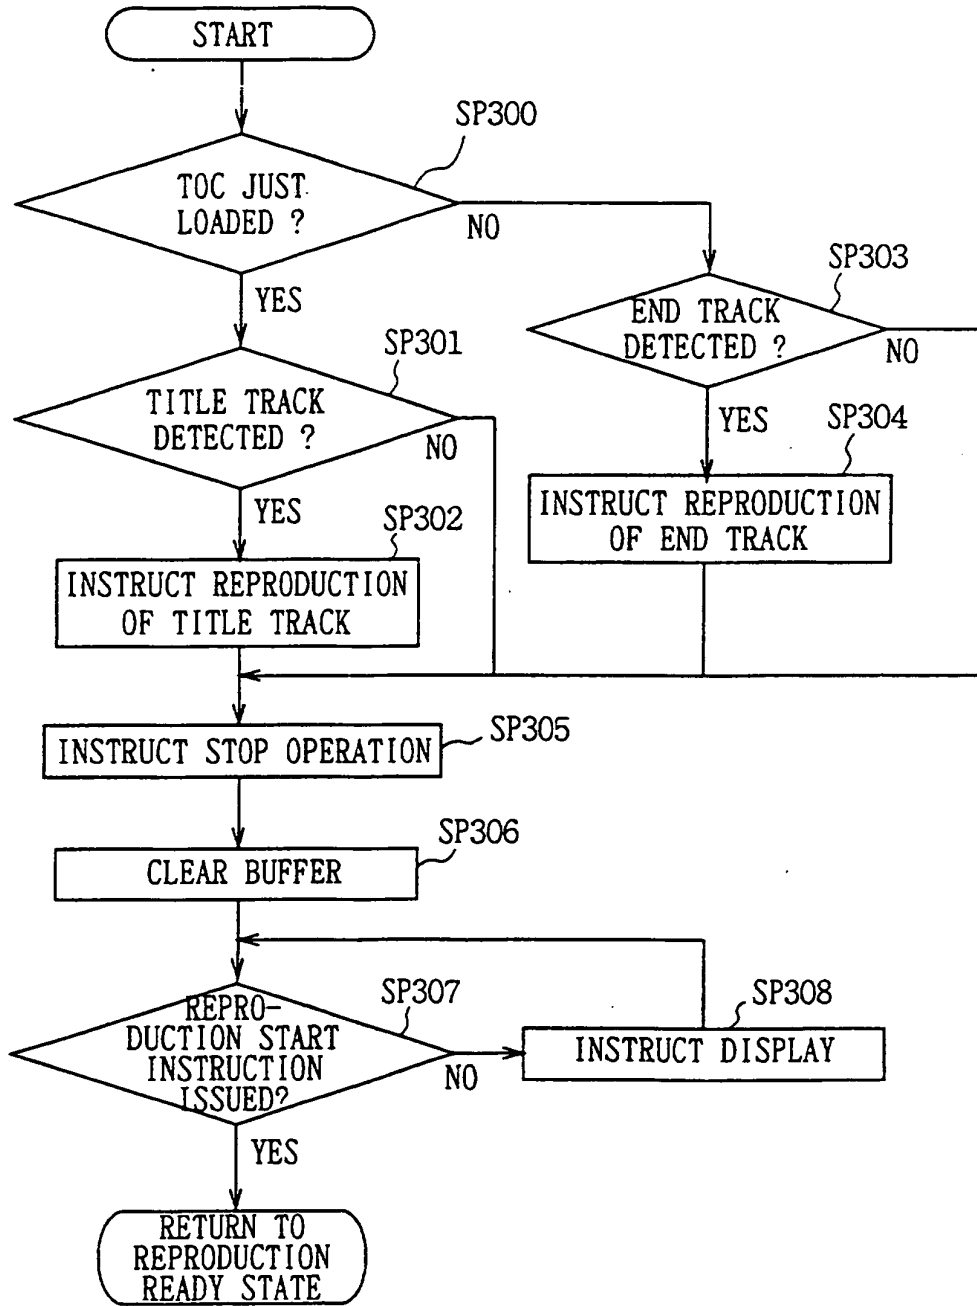 START
SP300
TOC JUST
LOADED ?
NO
YES
SP303
END TRACK
DETECTED ?
NO
YES
SP301
TITLE TRACK
DETECTED ?
NO
YES
SP304
INSTRUCT REPRODUCTION
OF END TRACK
SP302
INSTRUCT REPRODUCTION
OF TITLE TRACK
SP305
INSTRUCT STOP OPERATION
SP306
CLEAR BUFFER
SP307
REPRO-
DUCTION START
INSTRUCTION
ISSUED?
NO
YES
SP308
INSTRUCT DISPLAY
RETURN TO
REPRODUCTION
READY STATE